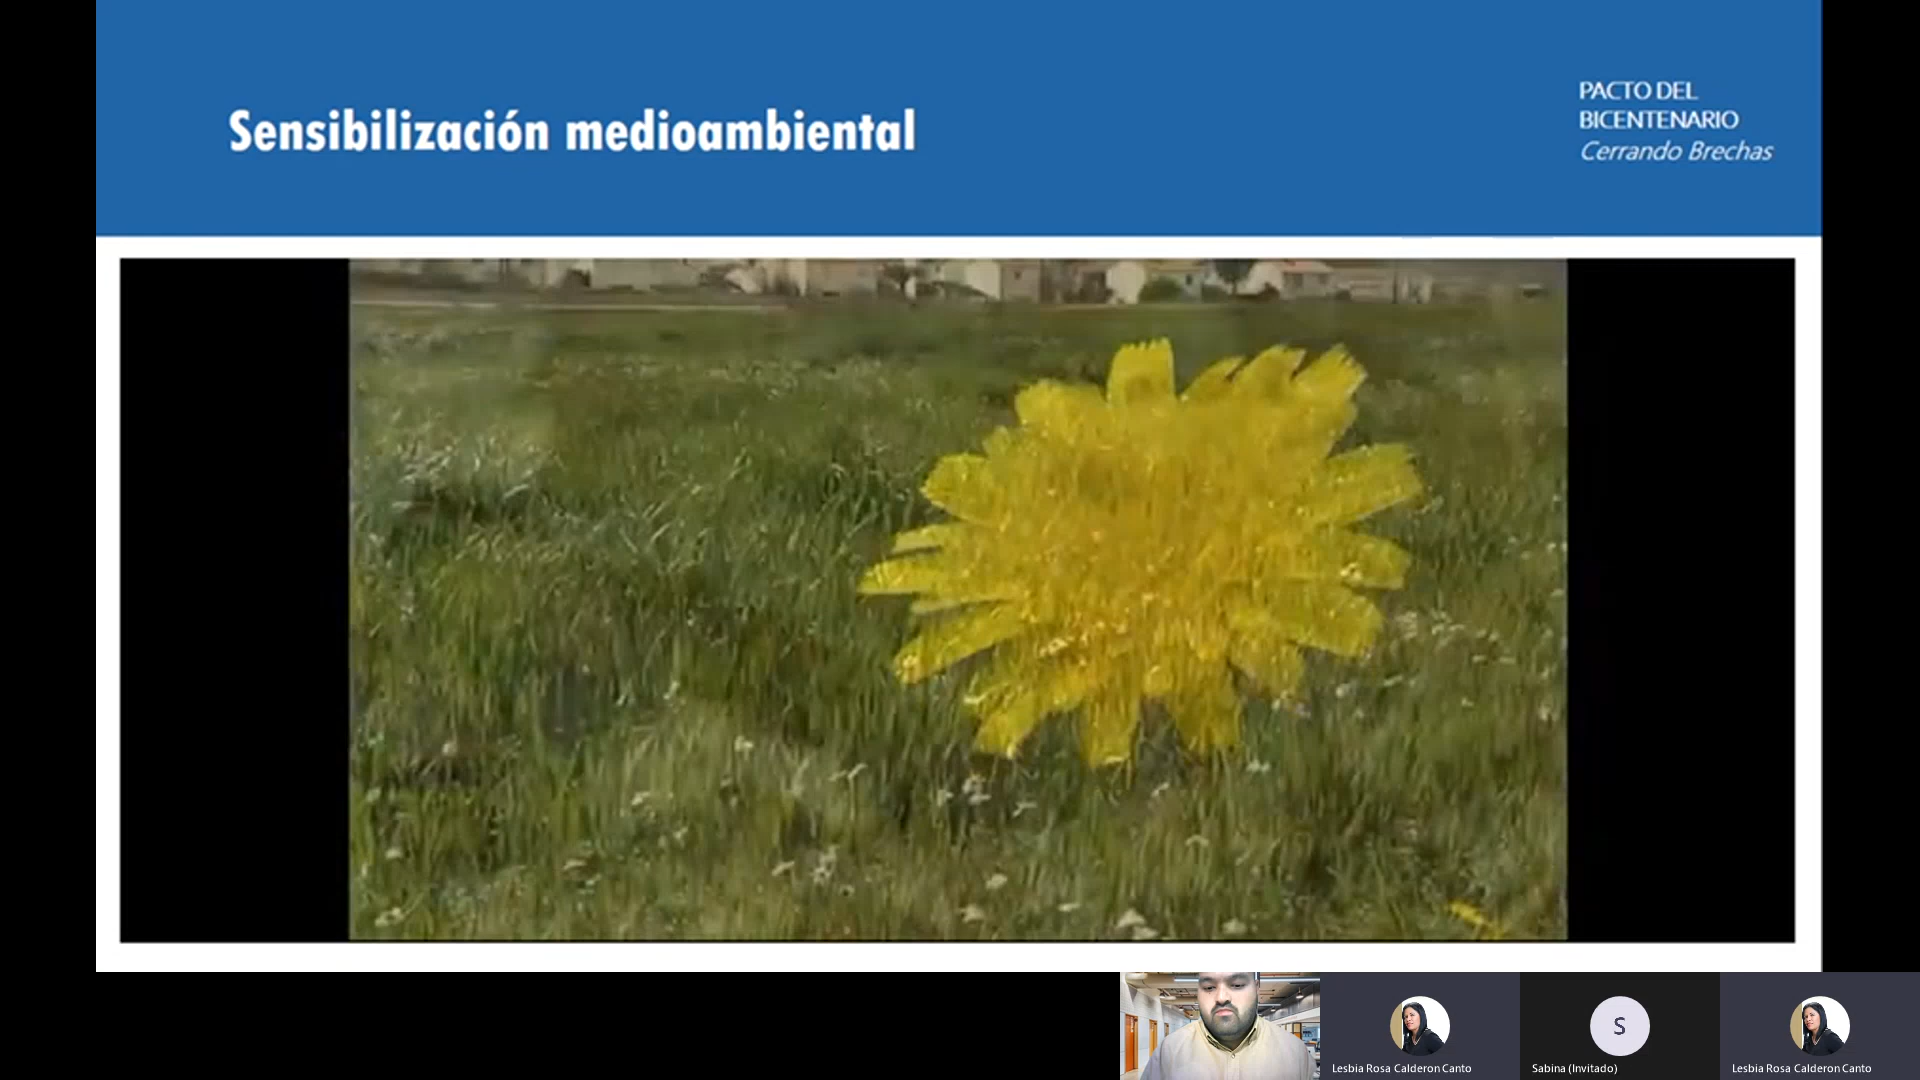 Sensibilización medioambiental
PACTO DEL
BICENTENARIO
Cerrando Brechas
S
Lesbia Rosa Calderon Canto
Sabina (Invitado)
Lesbia Rosa Calderon Canto